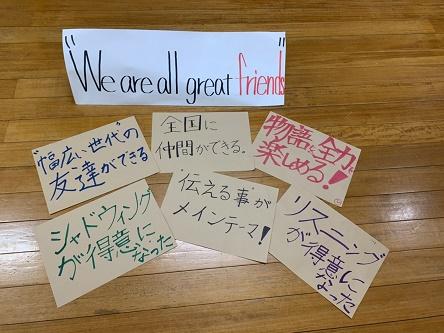 "We are all great friends"
"幅広い世代"の
友達ができる
全国に
仲間ができる。
物語に全力で
楽しめる!
シャドウィング
が得意に
なった
"伝える事"が
メインテーマ!
リスニング
が得意に
なった